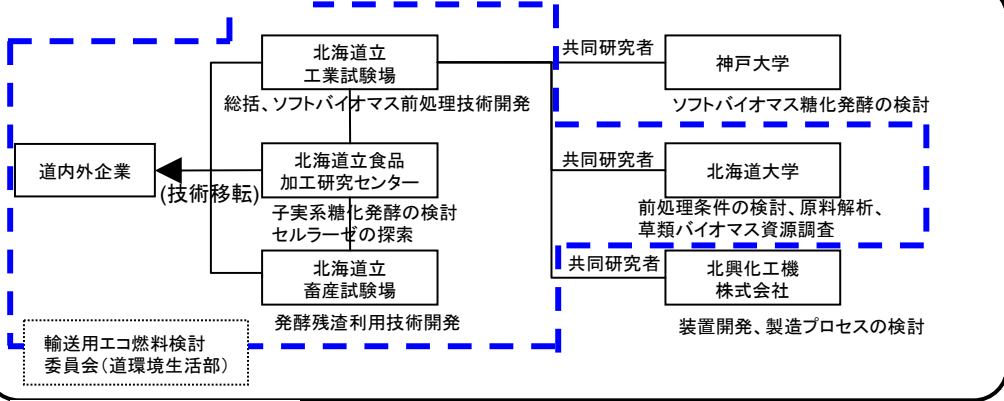 北海道立
工業試験場
総括、ソフトバイオマス前処理技術開発
共同研究者
神戸大学
ソフトバイオマス糖化発酵の検討
道内外企業
(技術移転)
北海道立食品
加工研究センター
子実系糖化発酵の検討
セルラーゼの探索
共同研究者
北海道大学
前処理条件の検討、原料解析、
草類バイオマス資源調査
北海道立
畜産試験場
発酵残渣利用技術開発
共同研究者
北興化工機
株式会社
装置開発、製造プロセスの検討
輸送用エコ燃料検討
委員会(道環境生活部)